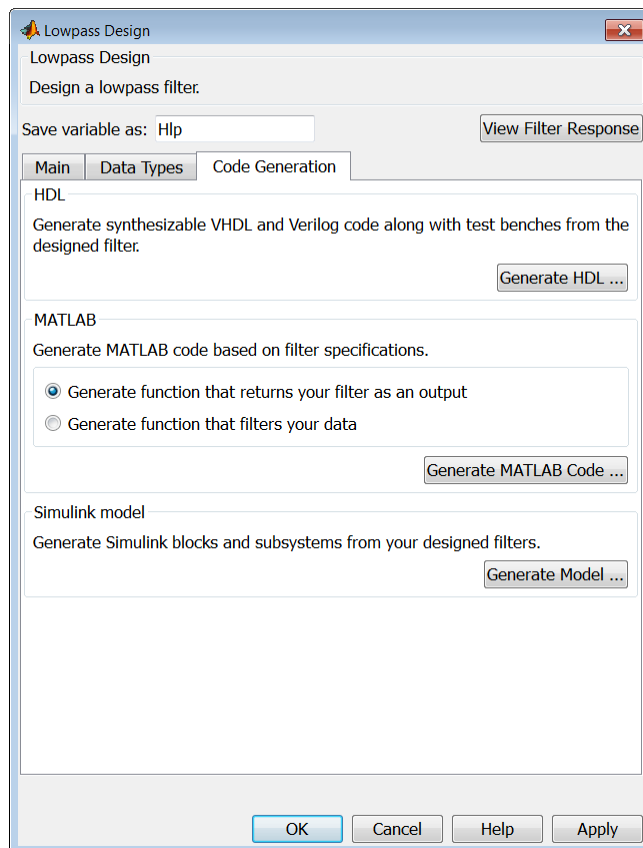 Lowpass Design
Lowpass Design
Design a lowpass filter.
Save variable as: Hlp View Filter Response
Main Data Types Code Generation
HDL
Generate synthesizable VHDL and Verilog code along with test benches from the
designed filter.
Generate HDL ...
MATLAB
Generate MATLAB code based on filter specifications.
Generate function that returns your filter as an output
Generate function that filters your data
Generate MATLAB Code ...
Simulink model
Generate Simulink blocks and subsystems from your designed filters.
Generate Model ...
OK Cancel Help Apply